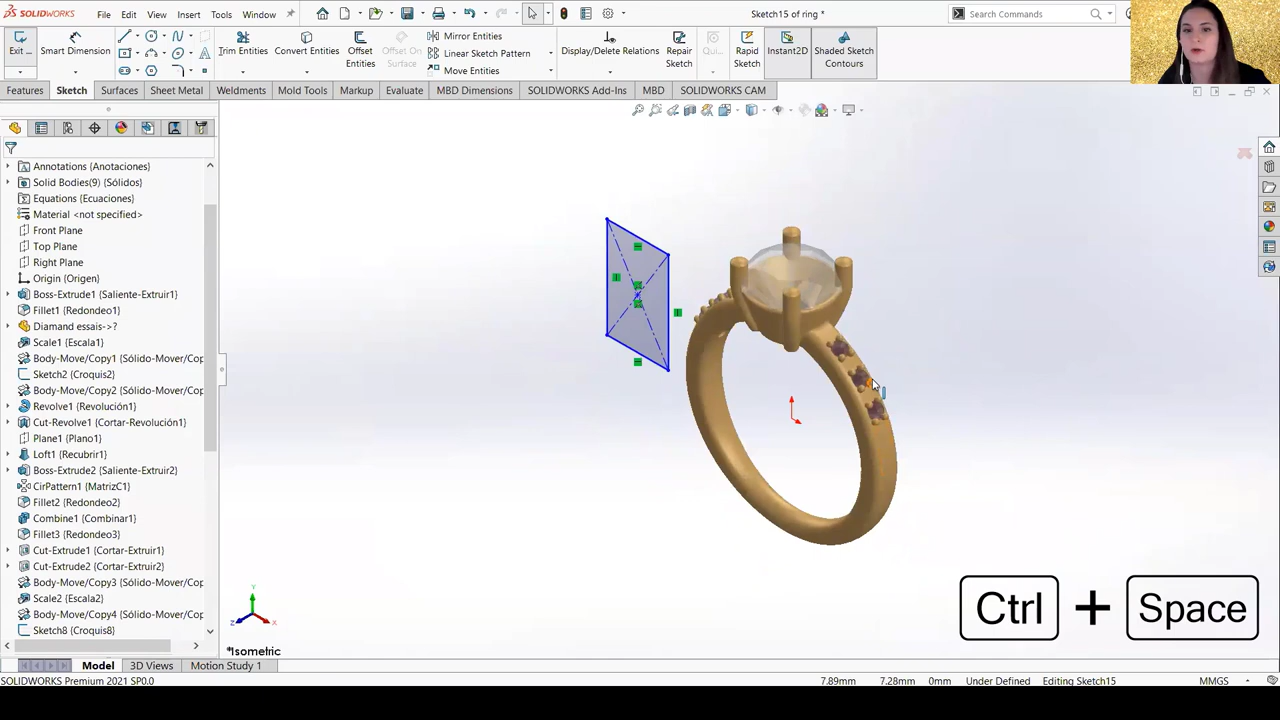 SOLIDWORKS
File Edit View Insert Tools Window
Sketch15 of ring *
Search Commands
Exit ...
Smart Dimension
Trim Entities
Convert Entities
Offset Entities
Offset On Surface
Mirror Entities
Linear Sketch Pattern
Move Entities
Display/Delete Relations
Repair Sketch
Qui...
Rapid Sketch
Instant2D
Shaded Sketch Contours
Features Sketch Surfaces Sheet Metal Weldments Mold Tools Markup Evaluate MBD Dimensions SOLIDWORKS Add-Ins MBD SOLIDWORKS CAM
Annotations (Anotaciones)
Solid Bodies(9) (Sólidos)
Equations (Ecuaciones)
Material <not specified>
Front Plane
Top Plane
Right Plane
Origin (Origen)
Boss-Extrude1 (Saliente-Extruir1)
Fillet1 (Redondeo1)
Diamand essais->?
Scale1 (Escala1)
Body-Move/Copy1 (Sólido-Mover/Cop
Sketch2 (Croquis2)
Body-Move/Copy2 (Sólido-Mover/Cop
Revolve1 (Revolución1)
Cut-Revolve1 (Cortar-Revolución1)
Plane1 (Plano1)
Loft1 (Recubrir1)
Boss-Extrude2 (Saliente-Extruir2)
CirPattern1 (MatrizC1)
Fillet2 (Redondeo2)
Combine1 (Combinar1)
Fillet3 (Redondeo3)
Cut-Extrude1 (Cortar-Extruir1)
Cut-Extrude2 (Cortar-Extruir2)
Body-Move/Copy3 (Sólido-Mover/Cop
Scale2 (Escala2)
Body-Move/Copy4 (Sólido-Mover/Cop
Sketch8 (Croquis8)
Y
Z X
*Isometric
Ctrl + Space
Model 3D Views Motion Study 1
SOLIDWORKS Premium 2021 SP0.0
7.89mm 7.28mm 0mm Under Defined Editing Sketch15 MMGS